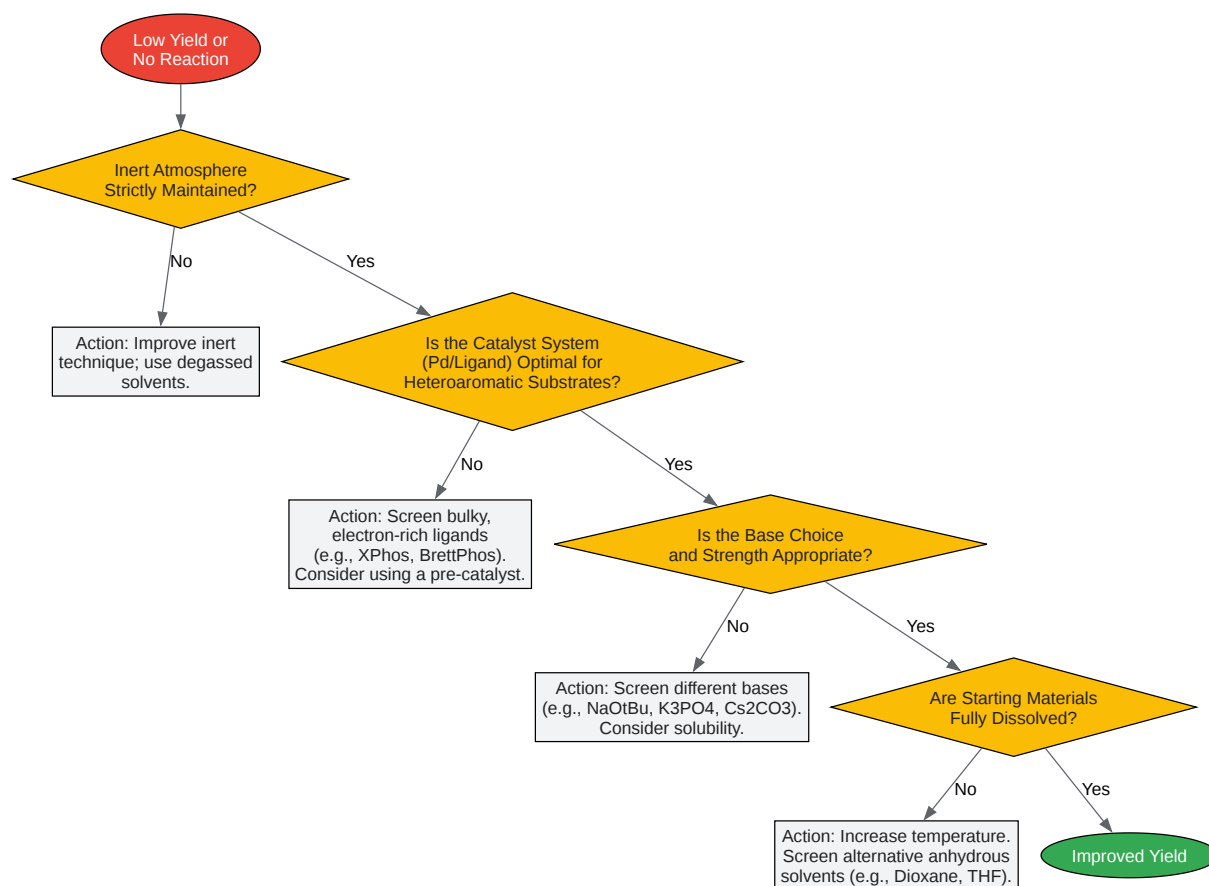 Low Yield or
No Reaction
Inert Atmosphere
Strictly Maintained?
No
Yes
Action: Improve inert
technique; use degassed
solvents.
Is the Catalyst System
(Pd/Ligand) Optimal for
Heteroaromatic Substrates?
No
Yes
Action: Screen bulky,
electron-rich ligands
(e.g., XPhos, BrettPhos).
Consider using a pre-catalyst.
Is the Base Choice
and Strength Appropriate?
No
Yes
Action: Screen different bases
(e.g., NaOtBu, K3PO4, Cs2CO3).
Consider solubility.
Are Starting Materials
Fully Dissolved?
No
Yes
Action: Increase temperature.
Screen alternative anhydrous
solvents (e.g., Dioxane, THF).
Improved Yield